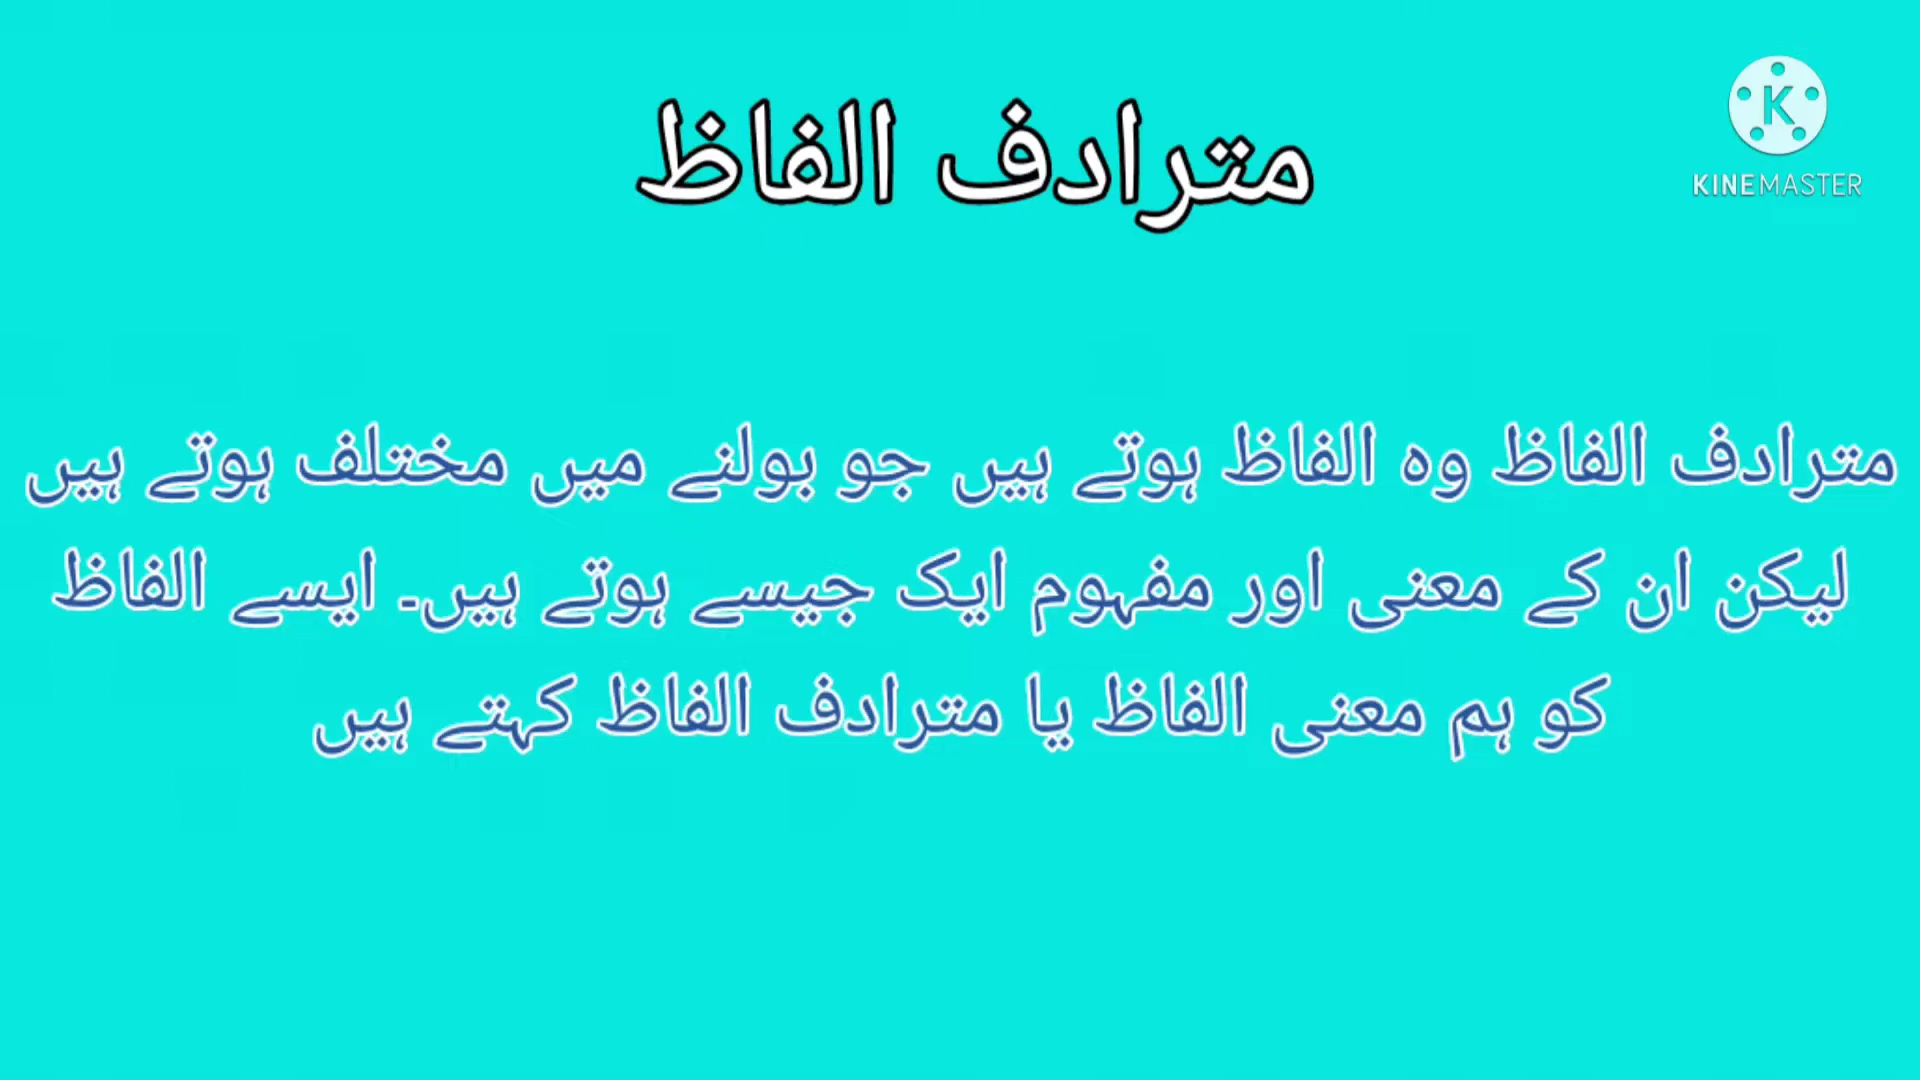 مترادف الفاظ
KINEMASTER
مترادف الفاظ وہ الفاظ ہوتے ہیں جو بولنے میں مختلف ہوتے ہیں
لیکن ان کے معنی اور مفہوم ایک جیسے ہوتے ہیں۔ ایسے الفاظ
کو ہم معنی الفاظ یا مترادف الفاظ کہتے ہیں